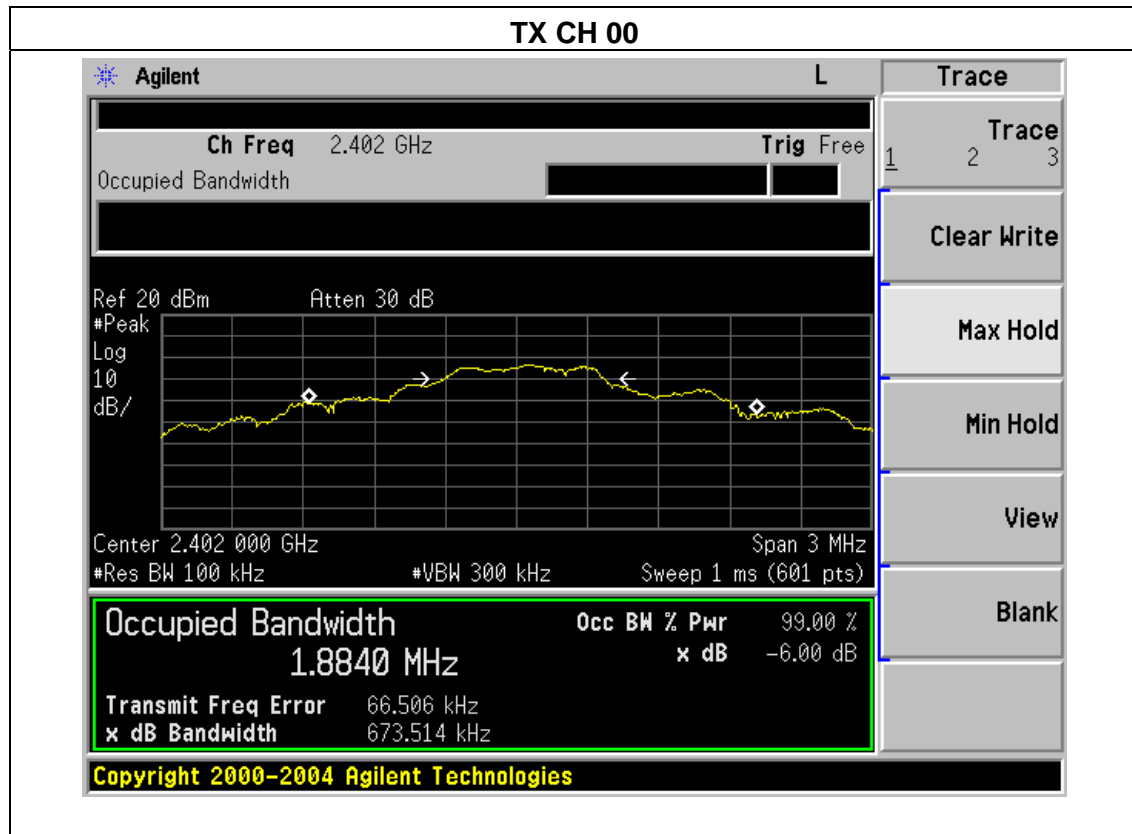 TX CH 00
Agilent L Trace
Ch Freq 2.402 GHz Trig Free
Occupied Bandwidth
Trace
1 2 3
Clear Write
Max Hold
Min Hold
View
Blank
Ref 20 dBm Atten 30 dB
#Peak
Log
10
dB/
Center 2.402 000 GHz Span 3 MHz
#Res BW 100 kHz #VBW 300 kHz Sweep 1 ms (601 pts)
Occupied Bandwidth Occ BW % Pwr 99.00 %
1.8840 MHz x dB -6.00 dB
Transmit Freq Error 66.506 kHz
x dB Bandwidth 673.514 kHz
Copyright 2000-2004 Agilent Technologies